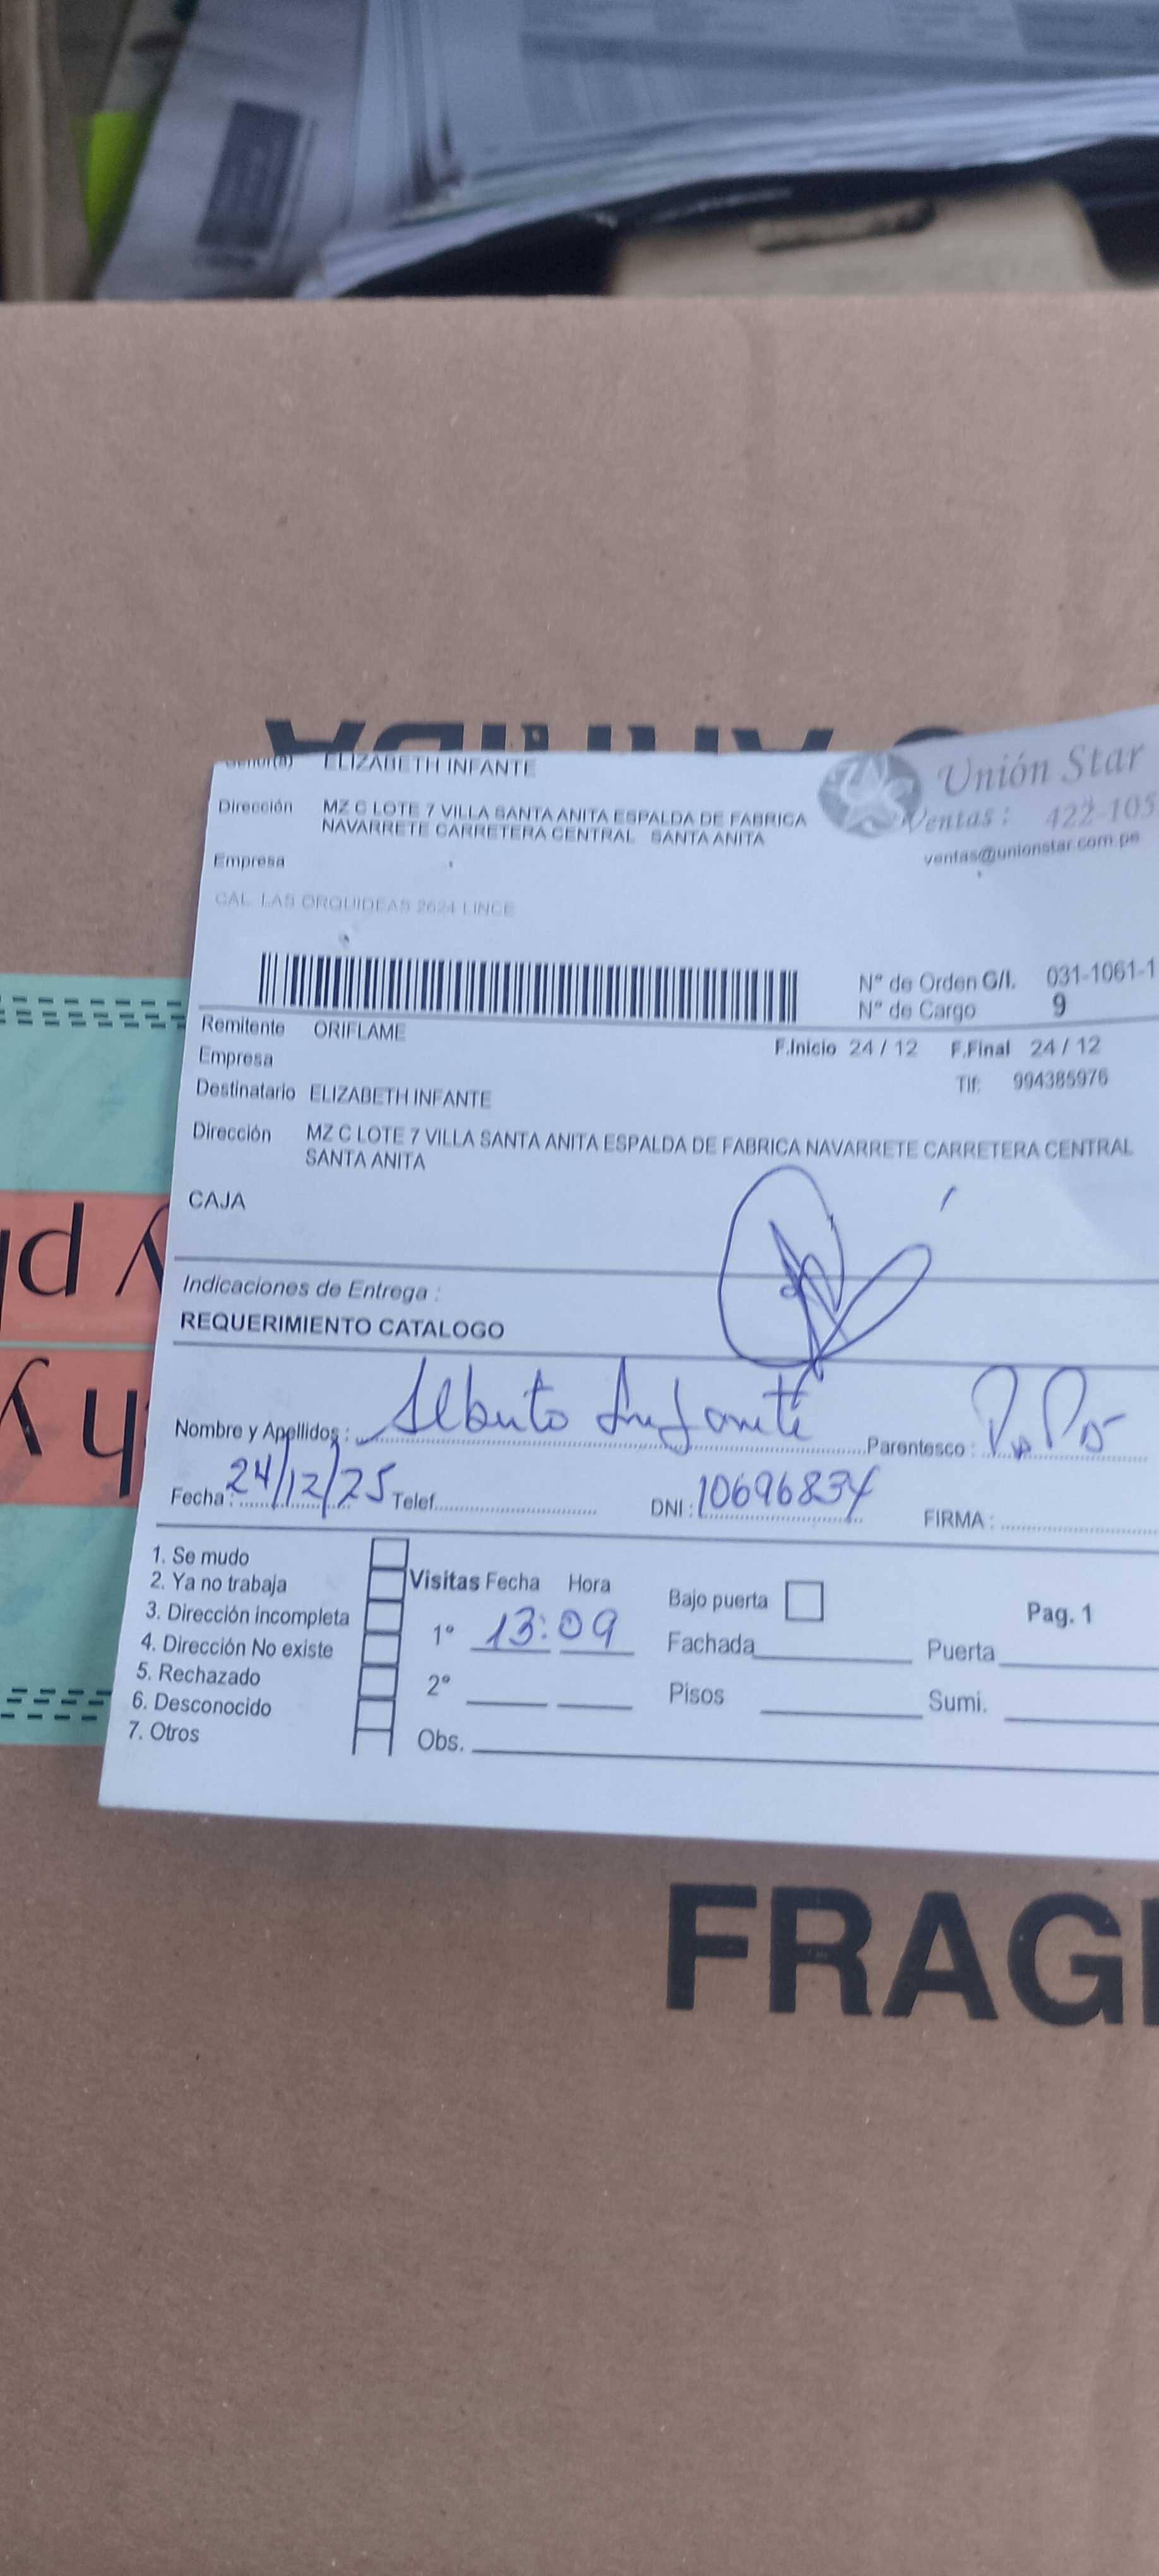 ELIZABETH INFANTE
Unión Star
Dirección MZ C LOTE 7 VILLA SANTA ANITA ESPALDA DE FABRICA
NAVARRETE CARRETERA CENTRAL SANTA ANITA
Ventas: 422-105
ventas@unionstar.com.pe
Empresa
CAL. LAS ORQUIDEAS 2624 LINCE
N° de Orden G/I. 031-1061-1
N° de Cargo 9
Remitente ORIFLAME
F.Inicio 24 / 12 F.Final 24 / 12
Empresa
Tlf: 994385976
Destinatario ELIZABETH INFANTE
Dirección MZ C LOTE 7 VILLA SANTA ANITA ESPALDA DE FABRICA NAVARRETE CARRETERA CENTRAL
SANTA ANITA
CAJA
Indicaciones de Entrega :
REQUERIMIENTO CATALOGO
Nombre y Apellidos : Alberto Infante Parentesco :
Fecha : 24/12/25 Telef. DNI : 10696834 FIRMA :
1. Se mudo
2. Ya no trabaja
3. Dirección incompleta
4. Dirección No existe
5. Rechazado
6. Desconocido
7. Otros
Visitas Fecha Hora
1° 13:09
2°
Obs.
Bajo puerta
Fachada
Pisos
Pag. 1
Puerta
Sumi.
FRAGI